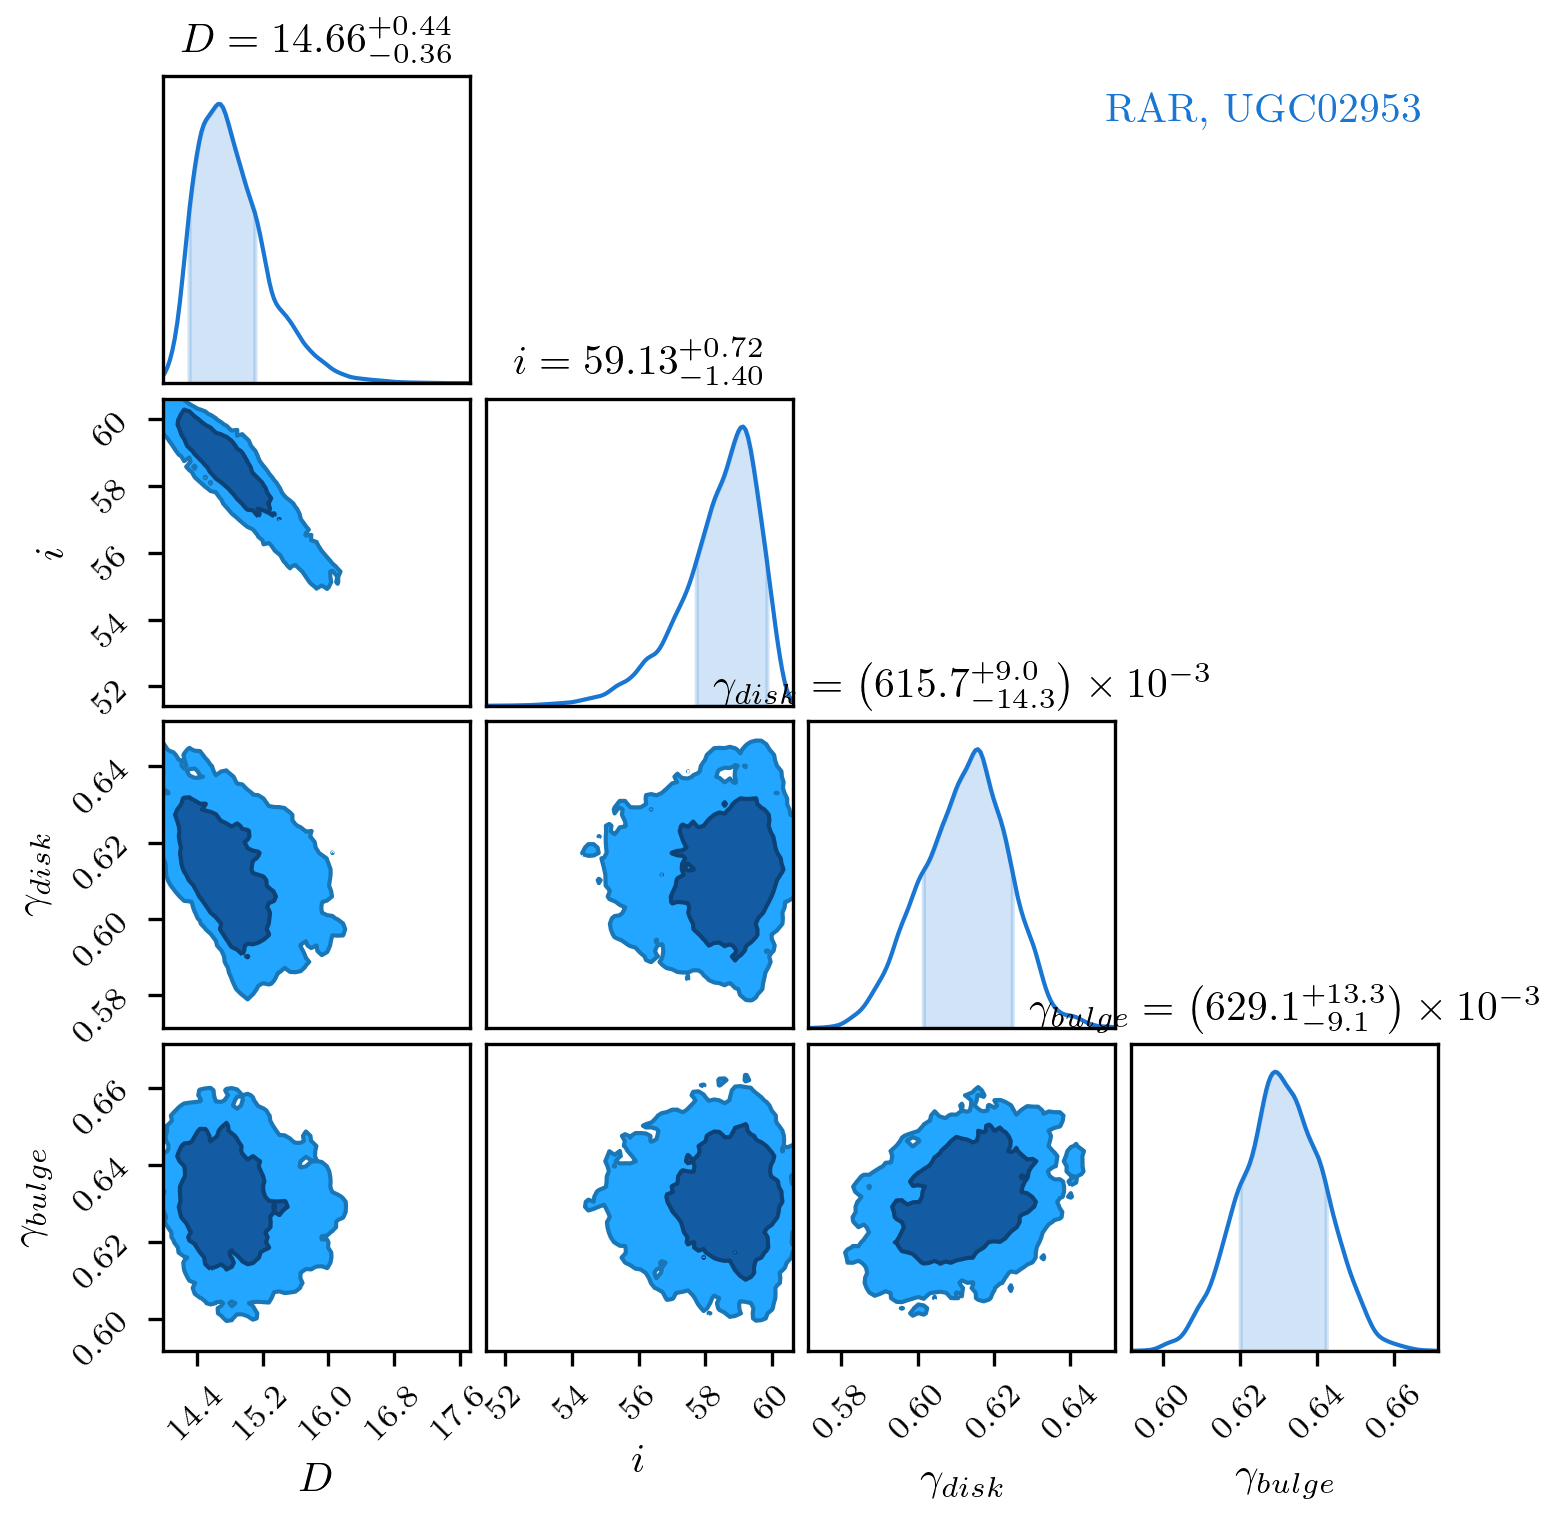 D = 14.66^{+0.44}_{-0.36}
RAR, UGC02953
i = 59.13^{+0.72}_{-1.40}
60
58
56
54
52
i
γ_{disk} = (615.7^{+9.0}_{-14.3}) × 10^{-3}
0.64
0.62
0.60
0.58
γ_{disk}
γ_{bulge} = (629.1^{+13.3}_{-9.1}) × 10^{-3}
0.66
0.64
0.62
0.60
γ_{bulge}
14.4 15.2 16.0 16.8 17.6
52 54 56 58 60
0.58 0.60 0.62 0.64
0.60 0.62 0.64 0.66
D
i
γ_{disk}
γ_{bulge}